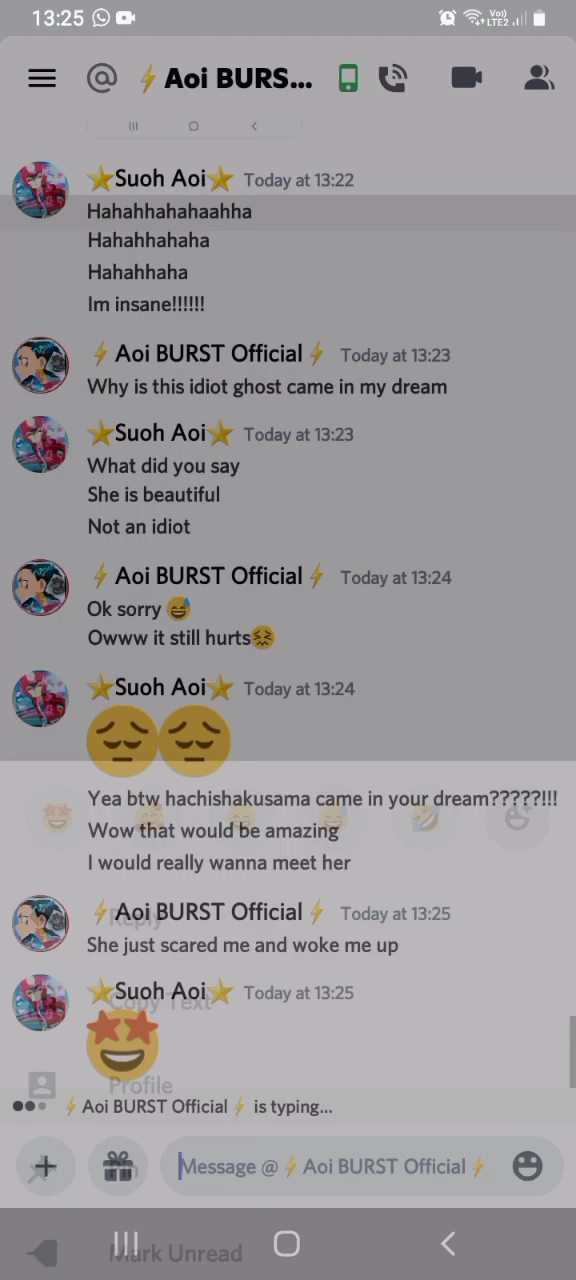 13:25
Vo))
LTE2
@ ⚡Aoi BURS...
⭐Suoh Aoi⭐ Today at 13:22
Hahahhahahaahha
Hahahhahaha
Hahahhaha
Im insane!!!!!!
⚡Aoi BURST Official⚡ Today at 13:23
Why is this idiot ghost came in my dream
⭐Suoh Aoi⭐ Today at 13:23
What did you say
She is beautiful
Not an idiot
⚡Aoi BURST Official⚡ Today at 13:24
Ok sorry 😅
Owww it still hurts😖
⭐Suoh Aoi⭐ Today at 13:24
😔😔
Yea btw hachishakusama came in your dream?????!!!
Wow that would be amazing
I would really wanna meet her
⚡Aoi BURST Official⚡ Today at 13:25
Reply
She just scared me and woke me up
⭐Suoh Aoi⭐ Today at 13:25
Copy Text
🤩
Profile
⚡Aoi BURST Official⚡ is typing...
Message @⚡Aoi BURST Official⚡
Mark Unread